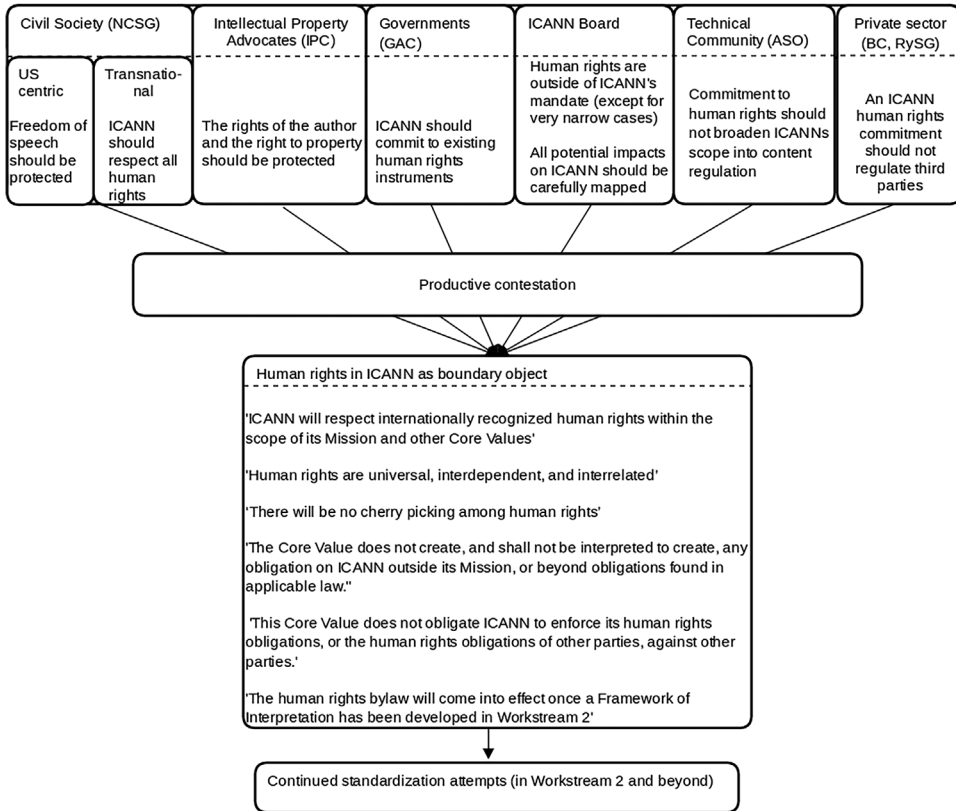 Civil Society (NCSG)
US
centric
Freedom of
speech
should be
protected
Transnatio-
nal
ICANN
should
respect all
human
rights
Intellectual Property
Advocates (IPC)
The rights of the author
and the right to property
should be protected
Governments
(GAC)
ICANN should
commit to existing
human rights
instruments
ICANN Board
Human rights are
outside of ICANN's
mandate (except for
very narrow cases)
All potential impacts
on ICANN should be
carefully mapped
Technical
Community (ASO)
Commitment to
human rights should
not broaden ICANNs
scope into content
regulation
Private sector
(BC, RySG)
An ICANN
human rights
commitment
should not
regulate third
parties
Productive contestation
Human rights in ICANN as boundary object
'ICANN will respect internationally recognized human rights within the
scope of its Mission and other Core Values'
'Human rights are universal, interdependent, and interrelated'
'There will be no cherry picking among human rights'
'The Core Value does not create, and shall not be interpreted to create, any
obligation on ICANN outside its Mission, or beyond obligations found in
applicable law."
'This Core Value does not obligate ICANN to enforce its human rights
obligations, or the human rights obligations of other parties, against other
parties.'
'The human rights bylaw will come into effect once a Framework of
Interpretation has been developed in Workstream 2'
Continued standardization attempts (in Workstream 2 and beyond)